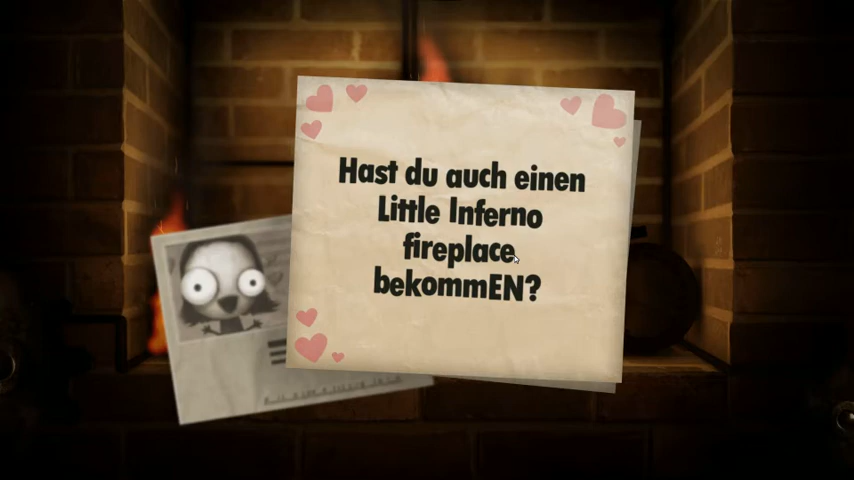 Hast du auch einen
Little Inferno
fireplace
bekommEN?